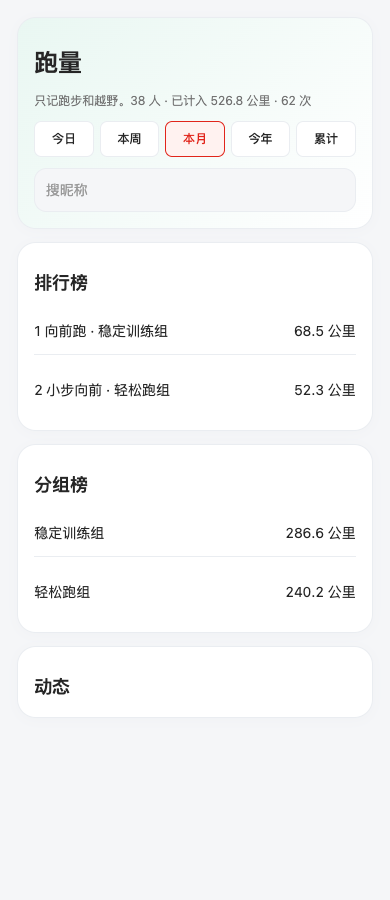 跑量
只记跑步和越野。38 人 · 已计入 526.8 公里 · 62 次
今日 本周 本月 今年 累计
搜昵称
排行榜
1 向前跑 · 稳定训练组 68.5 公里
2 小步向前 · 轻松跑组 52.3 公里
分组榜
稳定训练组 286.6 公里
轻松跑组 240.2 公里
动态